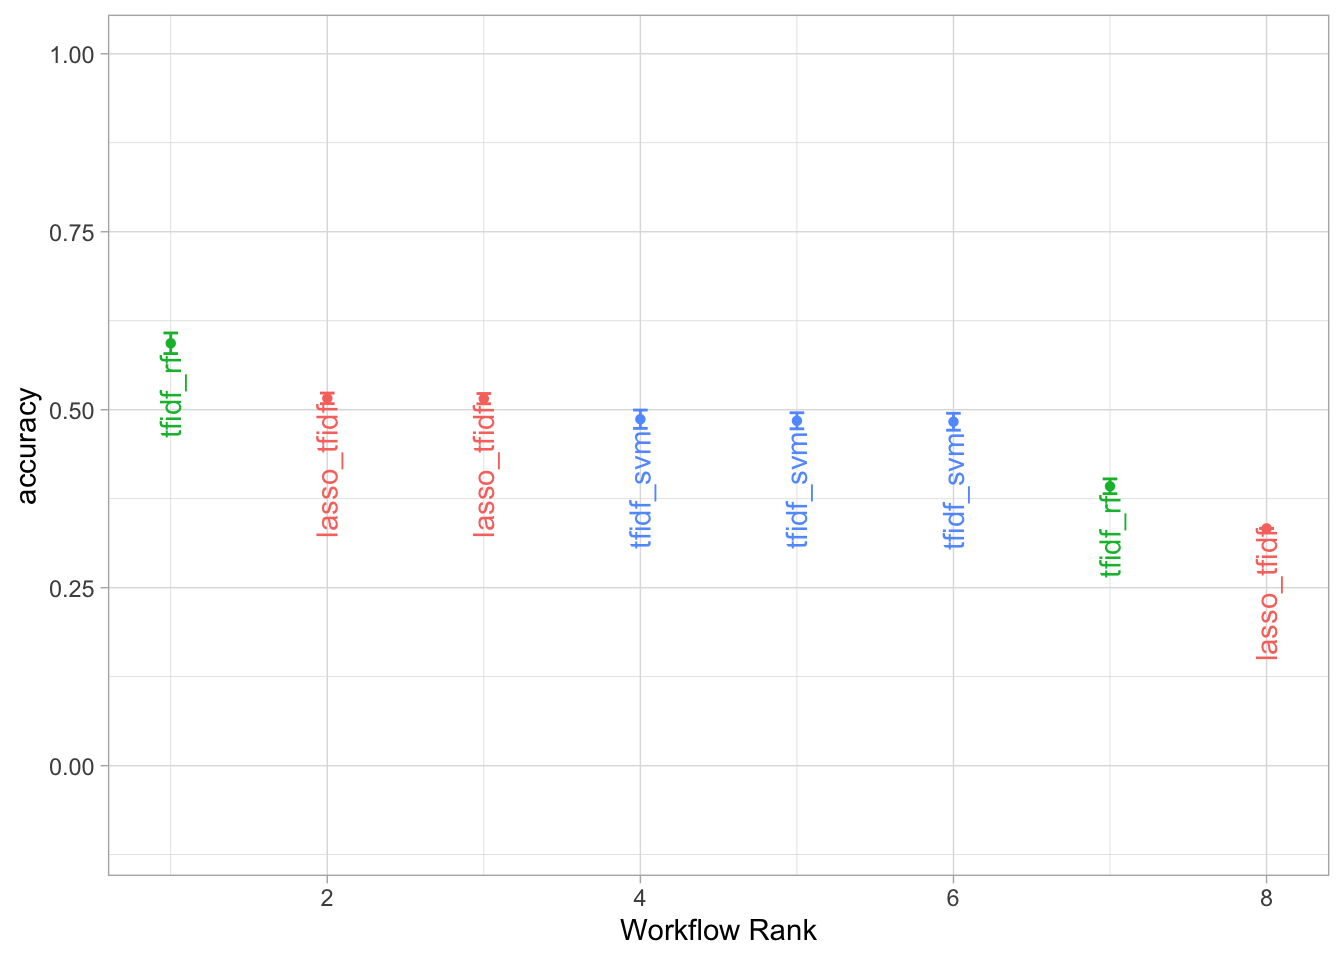 1.00
0.75
0.50
0.25
0.00
accuracy
tfidf_rf
lasso_tfidf
lasso_tfidf
tfidf_svm
tfidf_svm
tfidf_svm
tfidf_rf
lasso_tfidf
2 4 6 8
Workflow Rank